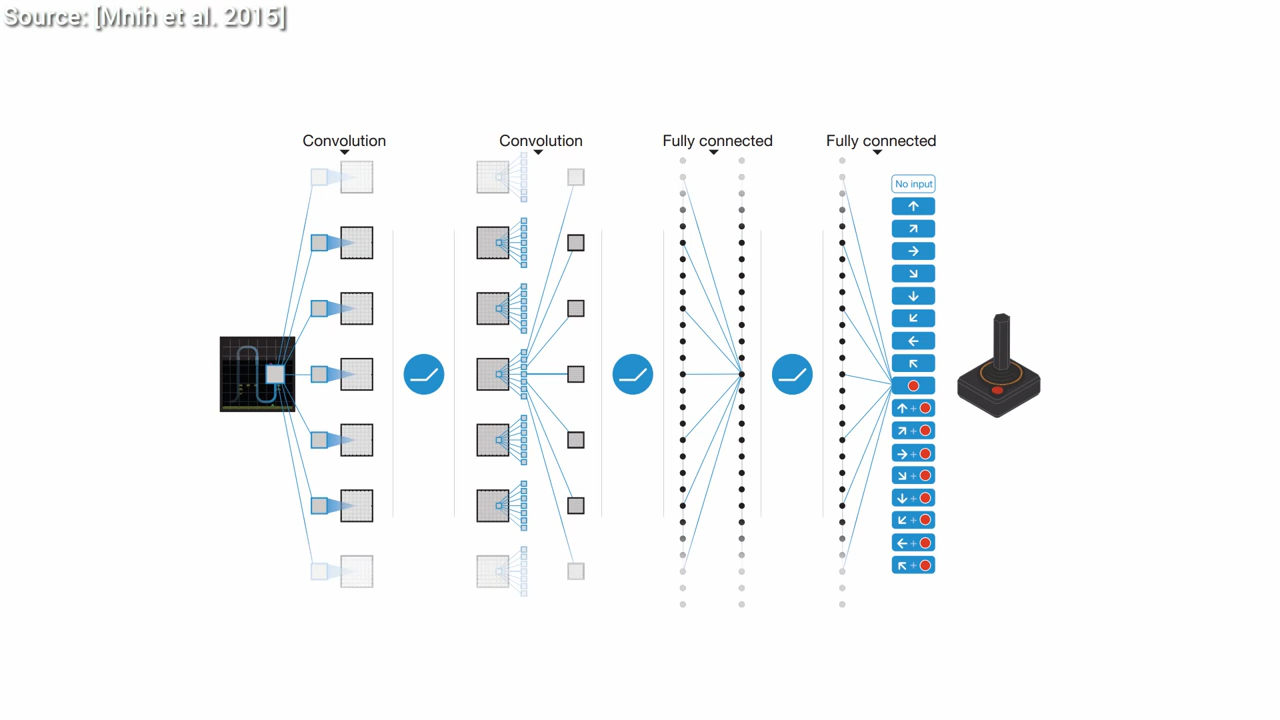 Source: [Mnih et al. 2015]
Convolution
Convolution
Fully connected
Fully connected
No input